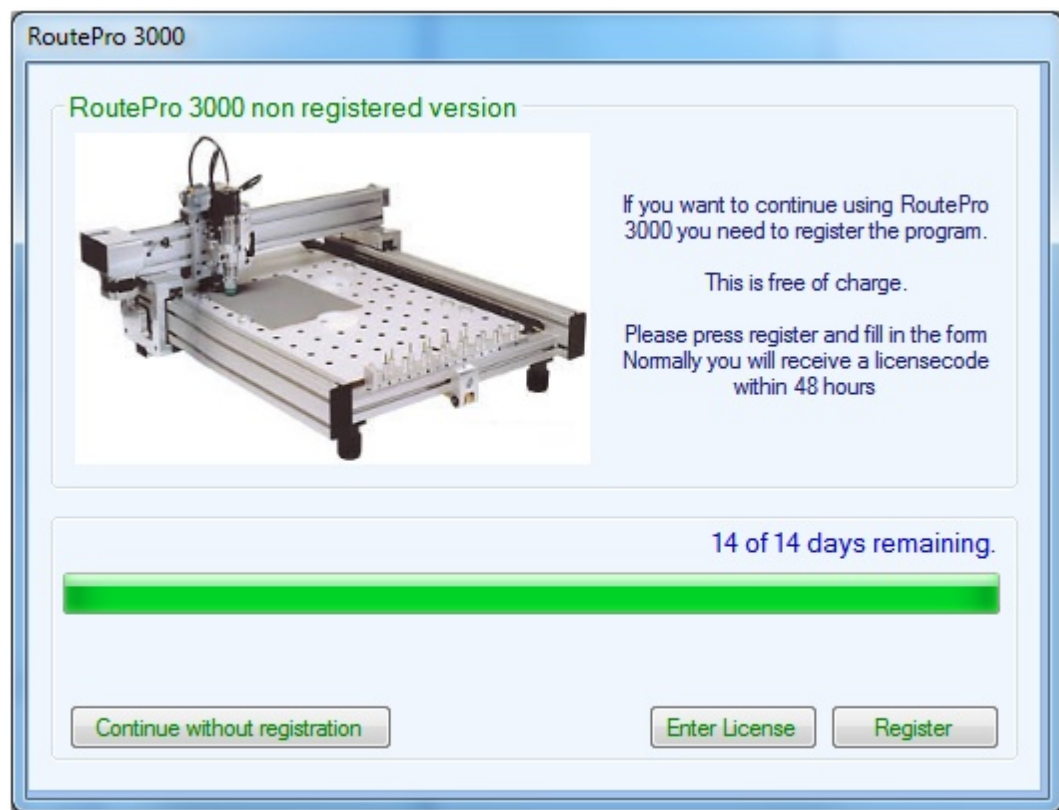 RoutePro 3000
RoutePro 3000 non registered version
If you want to continue using RoutePro
3000 you need to register the program.
This is free of charge.
Please press register and fill in the form
Normally you will receive a licensecode
within 48 hours
14 of 14 days remaining.
Continue without registration
Enter License
Register